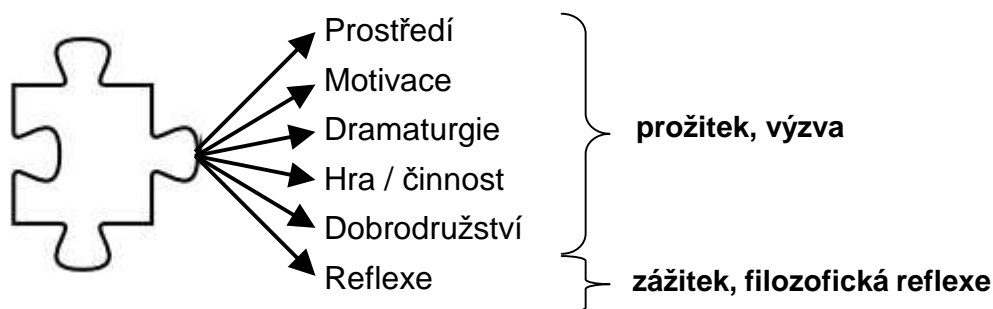 Prostředí
Motivace
Dramaturgie
Hra / činnost
Dobrodružství
Reflexe
prožitek, výzva
zážitek, filozofická reflexe